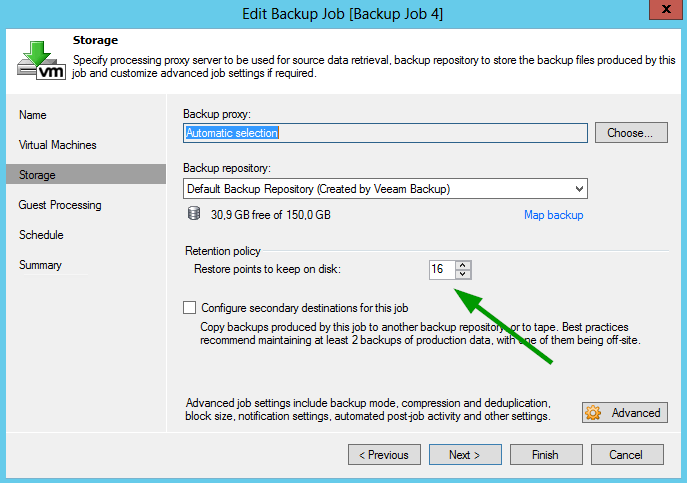 Edit Backup Job [Backup Job 4]
x
Storage
Specify processing proxy server to be used for source data retrieval, backup repository to store the backup files produced by this
job and customize advanced job settings if required.
vm
Name
Virtual Machines
Storage
Guest Processing
Schedule
Summary
Backup proxy:
Automatic selection
Choose...
Backup repository:
Default Backup Repository (Created by Veeam Backup)
30,9 GB free of 150,0 GB
Map backup
Retention policy
Restore points to keep on disk:
16
Configure secondary destinations for this job
Copy backups produced by this job to another backup repository, or to tape. Best practices
recommend maintaining at least 2 backups of production data, with one of them being off-site.
Advanced job settings include backup mode, compression and deduplication,
block size, notification settings, automated post-job activity and other settings.
Advanced
< Previous
Next >
Finish
Cancel